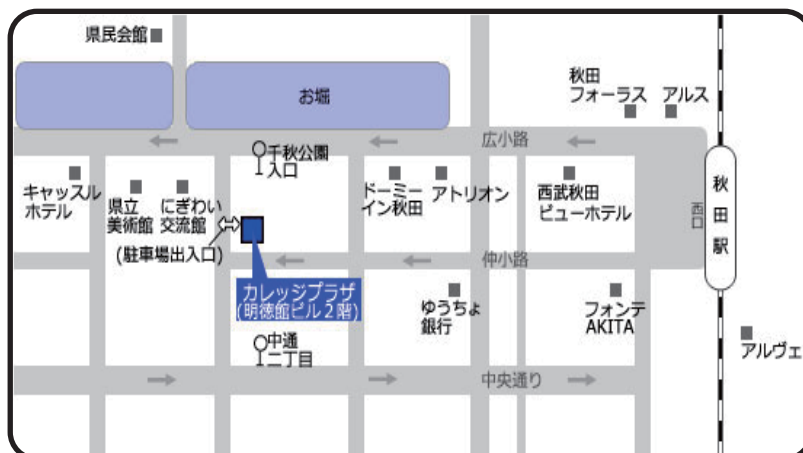 県民会館
お堀
秋田
フォーラス
アルス
広小路
千秋公園
入口
キャッスル
ホテル
県立
美術館
にぎわい
交流館
ドーミー
イン秋田
アトリオン
西武秋田
ビューホテル
西口
秋田駅
(駐車場出入口)
仲小路
カレッジプラザ
(明徳館ビル2階)
ゆうちょ
銀行
フォンテ
AKITA
アルヴェ
中通
二丁目
中央通り